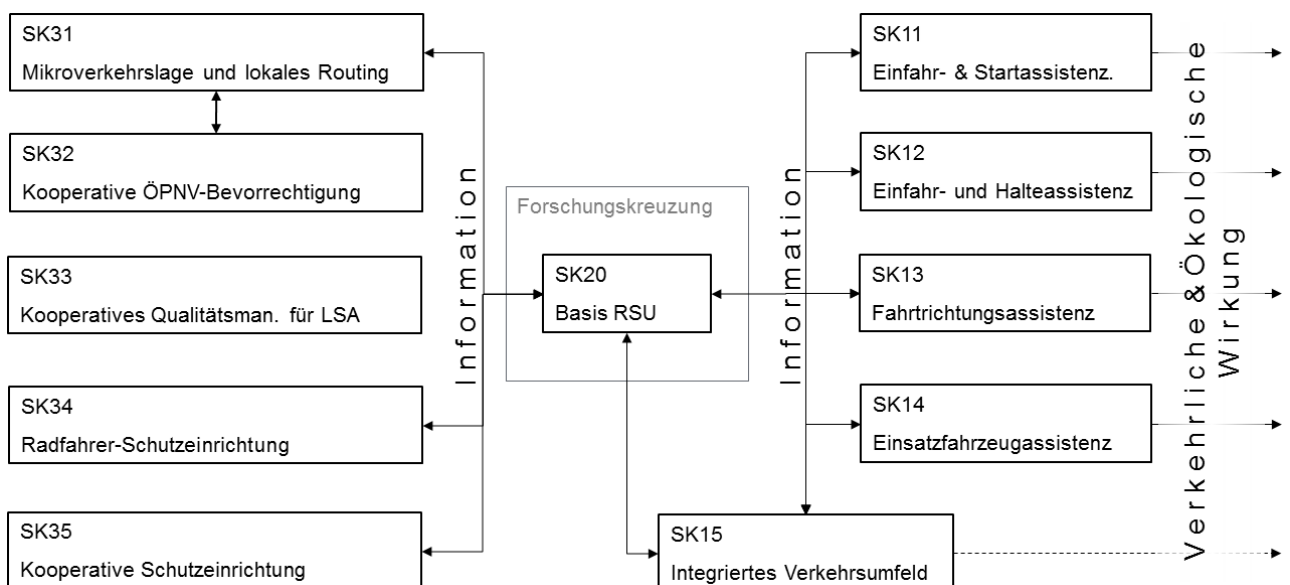 SK31
Mikroverkehrslage und lokales Routing
SK32
Kooperative ÖPNV-Bevorrechtigung
SK33
Kooperatives Qualitätsman. für LSA
SK34
Radfahrer-Schutzeinrichtung
SK35
Kooperative Schutzeinrichtung
Information
Forschungskreuzung
SK20
Basis RSU
Information
SK11
Einfahr- & Startassistenz.
SK12
Einfahr- und Halteassistenz
SK13
Fahrtrichtungsassistenz
SK14
Einsatzfahrzeugassistenz
SK15
Integriertes Verkehrsumfeld
Verkehrliche & Ökologische
Wirkung